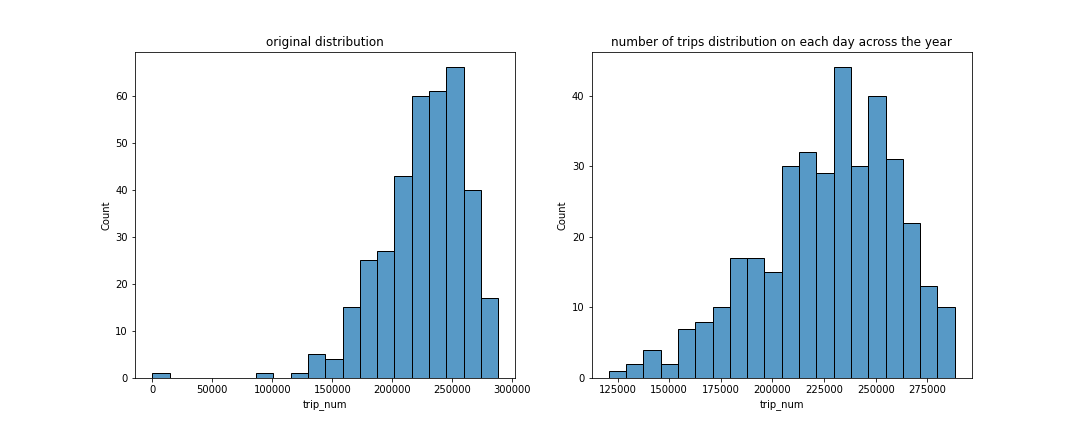 original distribution
Count
60
50
40
30
20
10
0
0 50000 100000 150000 200000 250000 300000
trip_num
number of trips distribution on each day across the year
Count
40
30
20
10
0
125000 150000 175000 200000 225000 250000 275000
trip_num